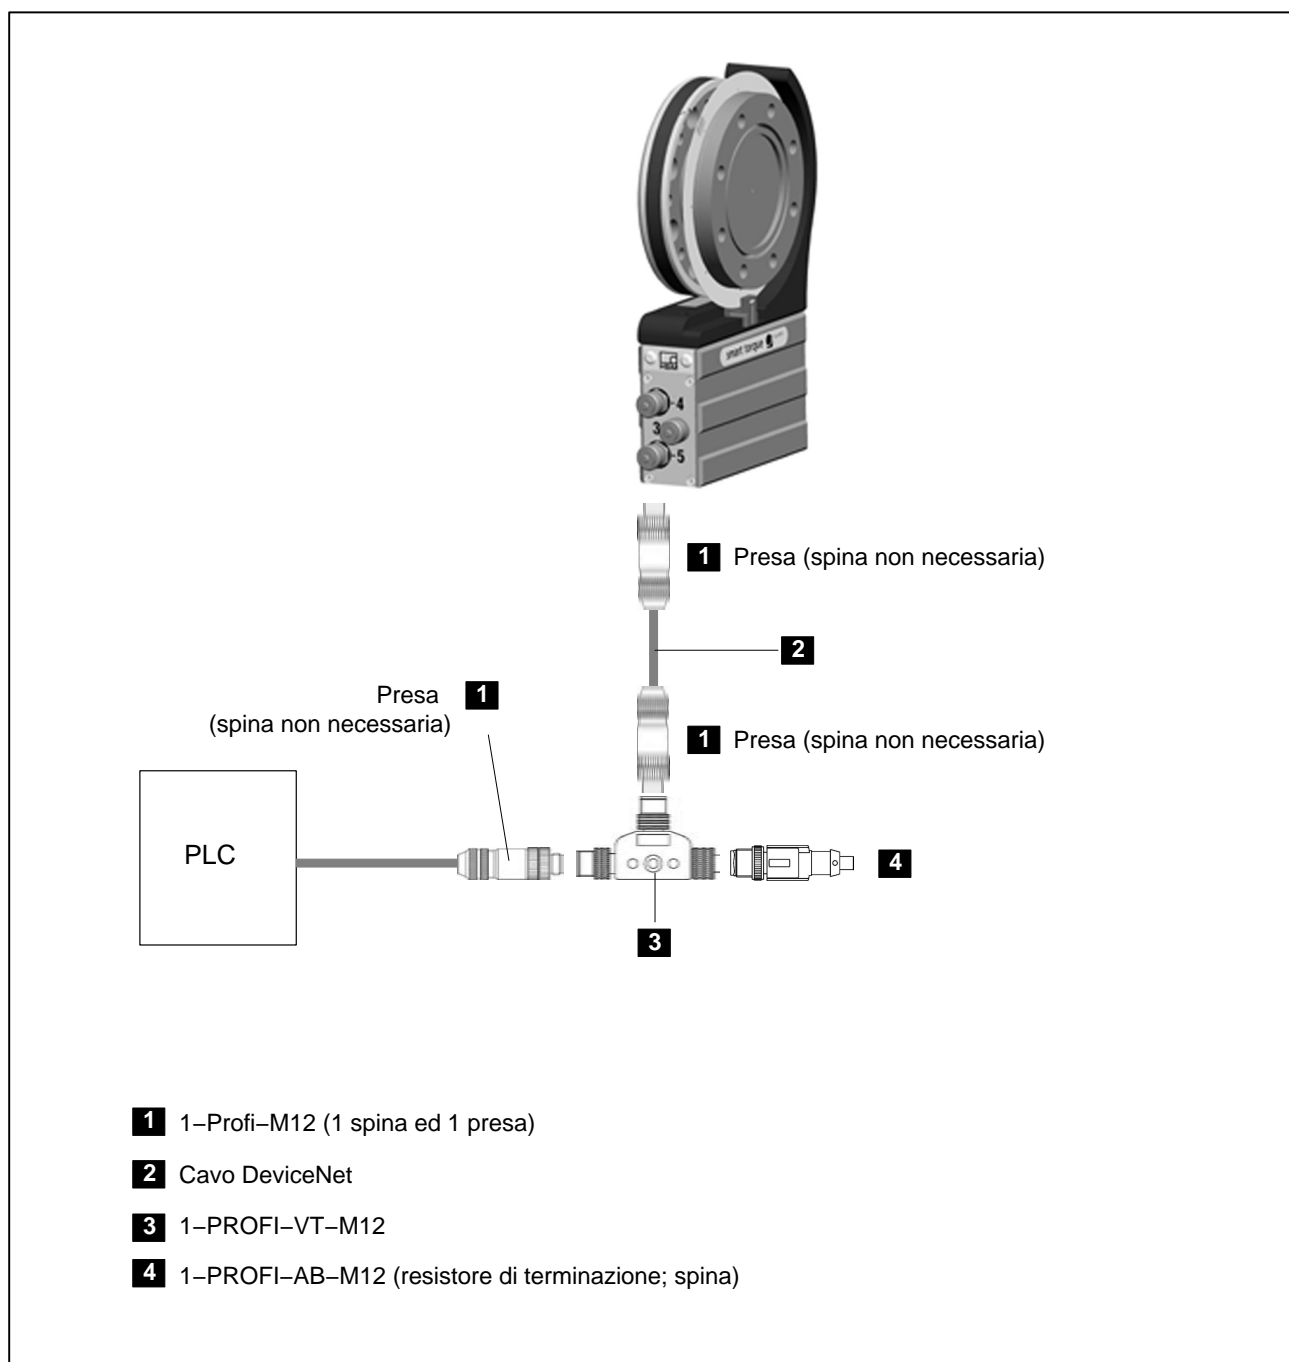 smart torque
4
3
5
1 Presa (spina non necessaria)
2
Presa 1
(spina non necessaria)
1 Presa (spina non necessaria)
PLC
4
3
1 1–Profi–M12 (1 spina ed 1 presa)
2 Cavo DeviceNet
3 1–PROFI–VT–M12
4 1–PROFI–AB–M12 (resistore di terminazione; spina)